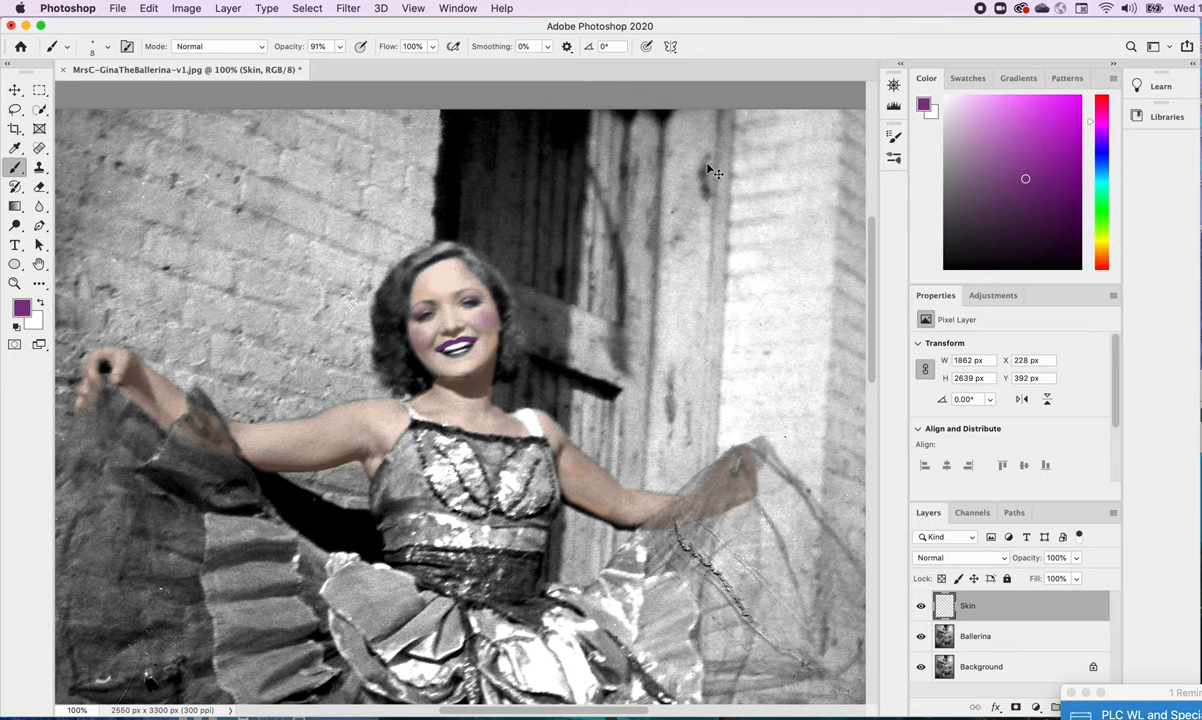 Photoshop File Edit Image Layer Type Select Filter 3D View Window Help Wed 1
Adobe Photoshop 2020
8 Mode: Normal Opacity: 91% Flow: 100% Smoothing: 0% 0°
MrsC-GinaTheBallerina-v1.jpg @ 100% (Skin, RGB/8) *
Color Swatches Gradients Patterns
Learn
Libraries
Properties Adjustments
Pixel Layer
Transform
W 1862 px X 228 px
H 2639 px Y 392 px
0.00°
Align and Distribute
Align:
Layers Channels Paths
Kind
Normal Opacity: 100%
Lock: Fill: 100%
Skin
Ballerina
Background
1 Remin
PLC WL and Speci
100% 2550 px x 3300 px (300 ppi)